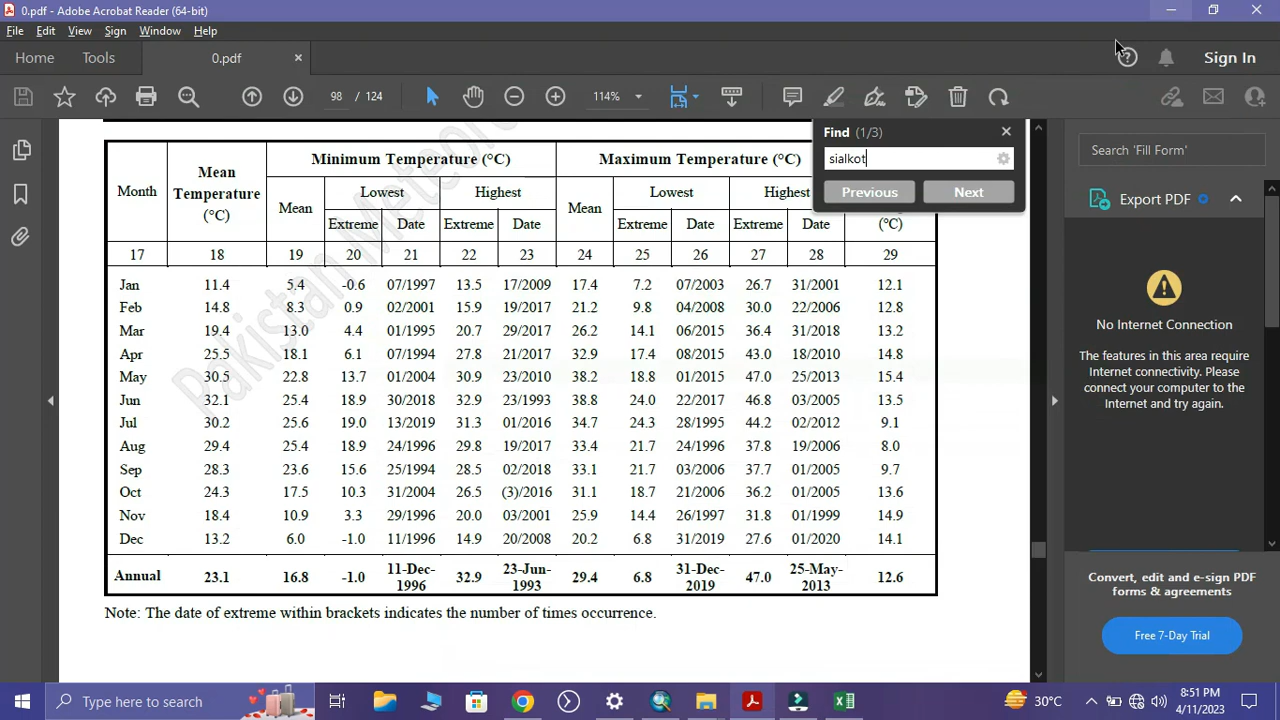 0.pdf - Adobe Acrobat Reader (64-bit)
File Edit View Sign Window Help
Home Tools 0.pdf Sign In
98 / 124 114%
Find (1/3)
sialkot
Previous Next
Month Mean Temperature (°C) Minimum Temperature (°C) Maximum Temperature (°C)
Lowest Highest Lowest Highest
Mean Mean
Extreme Date Extreme Date Extreme Date Extreme Date (°C)
17 18 19 20 21 22 23 24 25 26 27 28 29
Jan 11.4 5.4 -0.6 07/1997 13.5 17/2009 17.4 7.2 07/2003 26.7 31/2001 12.1
Feb 14.8 8.3 0.9 02/2001 15.9 19/2017 21.2 9.8 04/2008 30.0 22/2006 12.8
Mar 19.4 13.0 4.4 01/1995 20.7 29/2017 26.2 14.1 06/2015 36.4 31/2018 13.2
Apr 25.5 18.1 6.1 07/1994 27.8 21/2017 32.9 17.4 08/2015 43.0 18/2010 14.8
May 30.5 22.8 13.7 01/2004 30.9 23/2010 38.2 18.8 01/2015 47.0 25/2013 15.4
Jun 32.1 25.4 18.9 30/2018 32.9 23/1993 38.8 24.0 22/2017 46.8 03/2005 13.5
Jul 30.2 25.6 19.0 13/2019 31.3 01/2016 34.7 24.3 28/1995 44.2 02/2012 9.1
Aug 29.4 25.4 18.9 24/1996 29.8 19/2017 33.4 21.7 24/1996 37.8 19/2006 8.0
Sep 28.3 23.6 15.6 25/1994 28.5 02/2018 33.1 21.7 03/2006 37.7 01/2005 9.7
Oct 24.3 17.5 10.3 31/2004 26.5 (3)/2016 31.1 18.7 21/2006 36.2 01/2005 13.6
Nov 18.4 10.9 3.3 29/1996 20.0 03/2001 25.9 14.4 26/1997 31.8 01/1999 14.9
Dec 13.2 6.0 -1.0 11/1996 14.9 20/2008 20.2 6.8 31/2019 27.6 01/2020 14.1
Annual 23.1 16.8 -1.0 11-Dec-1996 32.9 23-Jun-1993 29.4 6.8 31-Dec-2019 47.0 25-May-2013 12.6
Note: The date of extreme within brackets indicates the number of times occurrence.
Pakistan Meteor
Search 'Fill Form'
Export PDF
No Internet Connection
The features in this area require
Internet connectivity. Please
connect your computer to the
Internet and try again.
Convert, edit and e-sign PDF
forms & agreements
Free 7-Day Trial
Type here to search
30°C
8:51 PM
4/11/2023